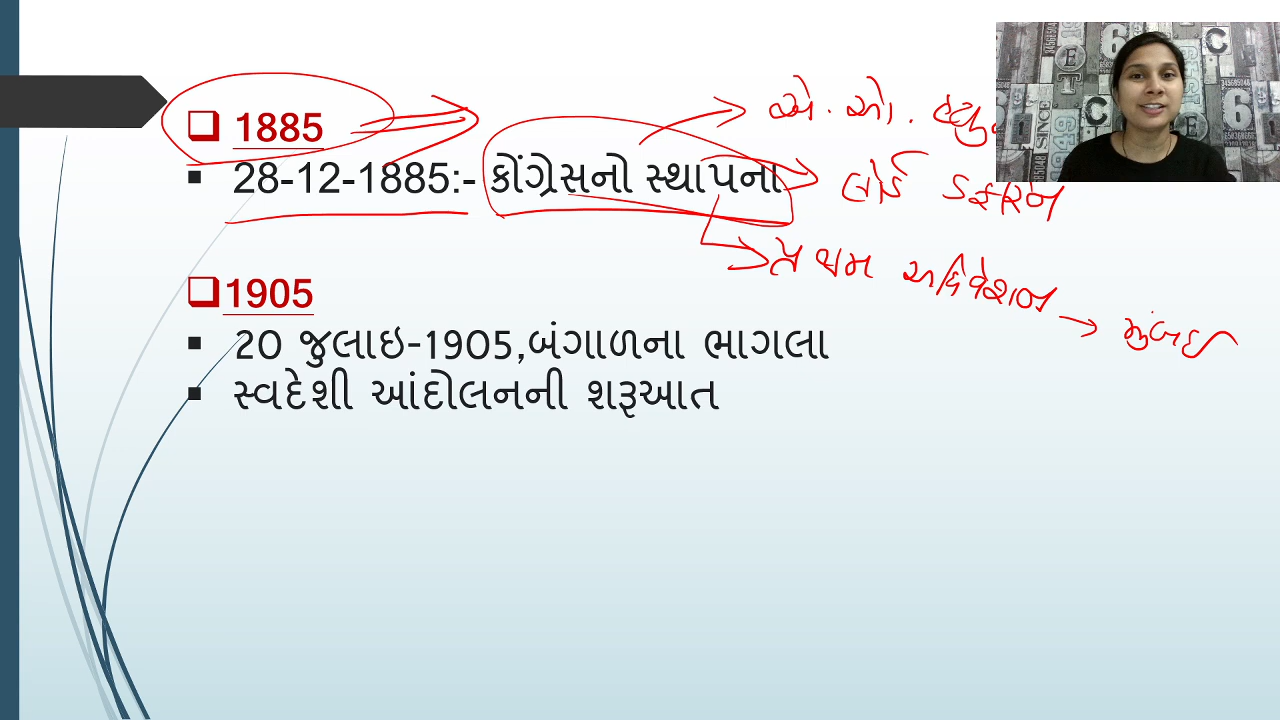 1885
28-12-1885:- કોંગ્રેસનો સ્થાપના
એ. ઓ. હ્યુ
લોર્ડ ડફરીન
પ્રથમ અધિવેશન → મુંબઈ
1905
20 જુલાઇ-1905,બંગાળના ભાગલા
સ્વદેશી આંદોલનની શરૂઆત